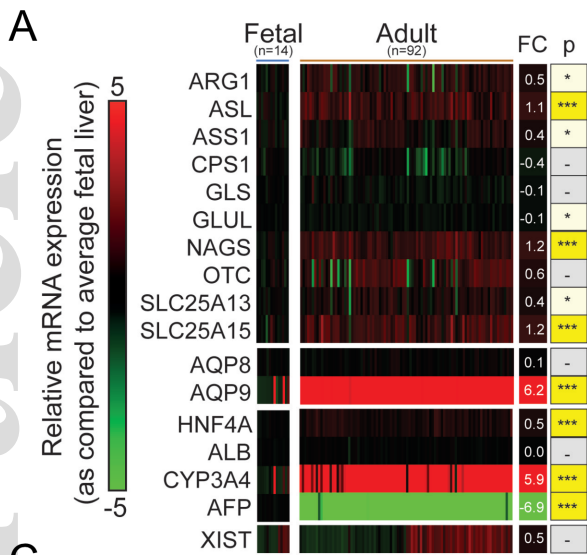 A
Fetal
(n=14)
Adult
(n=92)
FC
p
5
Relative mRNA expression
(as compared to average fetal liver)
-5
ARG1 0.5 *
ASL 1.1 ***
ASS1 0.4 *
CPS1 -0.4 -
GLS -0.1 -
GLUL -0.1 *
NAGS 1.2 ***
OTC 0.6 -
SLC25A13 0.4 *
SLC25A15 1.2 ***
AQP8 0.1 -
AQP9 6.2 ***
HNF4A 0.5 ***
ALB 0.0 -
CYP3A4 5.9 ***
AFP -6.9 ***
XIST 0.5 -